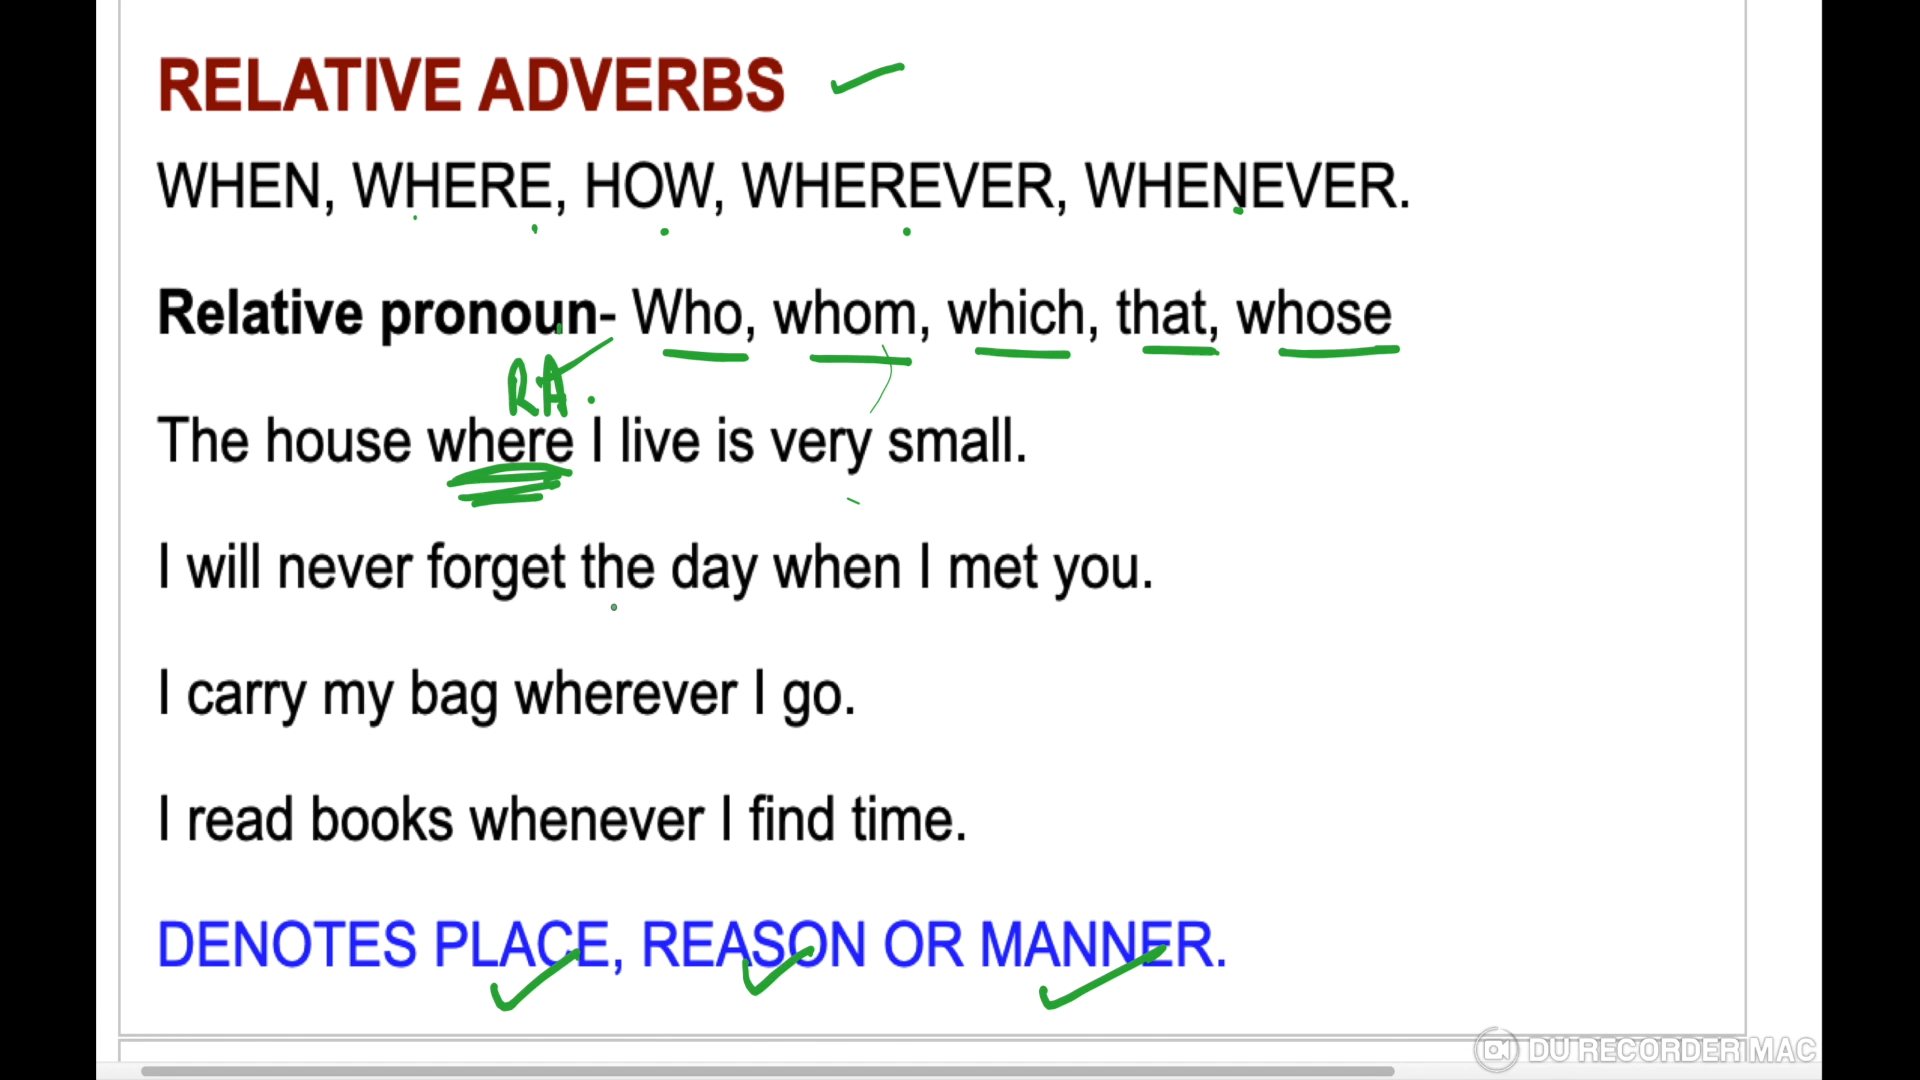 RELATIVE ADVERBS
WHEN, WHERE, HOW, WHEREVER, WHENEVER.
Relative pronoun- Who, whom, which, that, whose
RA.
The house where I live is very small.
I will never forget the day when I met you.
I carry my bag wherever I go.
I read books whenever I find time.
DENOTES PLACE, REASON OR MANNER.
DU RECORDER MAC